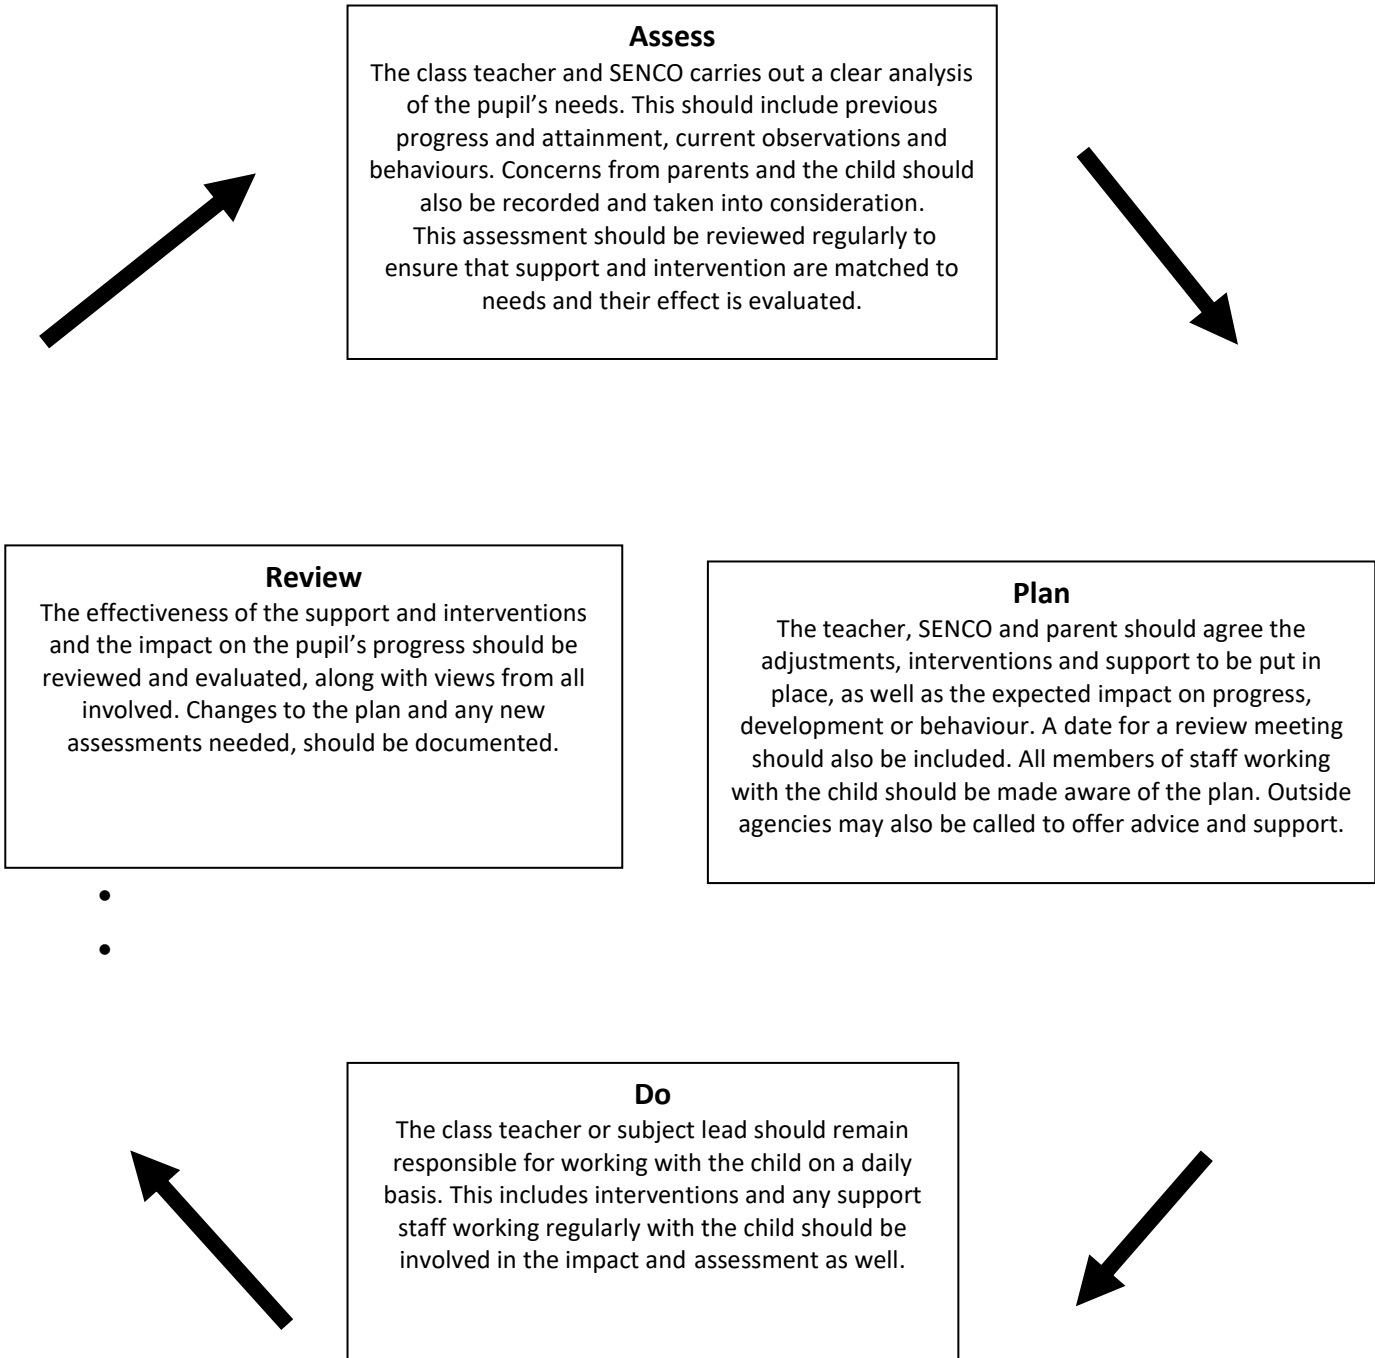 Assess
The class teacher and SENCO carries out a clear analysis
of the pupil’s needs. This should include previous
progress and attainment, current observations and
behaviours. Concerns from parents and the child should
also be recorded and taken into consideration.
This assessment should be reviewed regularly to
ensure that support and intervention are matched to
needs and their effect is evaluated.
Review
The effectiveness of the support and interventions
and the impact on the pupil’s progress should be
reviewed and evaluated, along with views from all
involved. Changes to the plan and any new
assessments needed, should be documented.
Plan
The teacher, SENCO and parent should agree the
adjustments, interventions and support to be put in
place, as well as the expected impact on progress,
development or behaviour. A date for a review meeting
should also be included. All members of staff working
with the child should be made aware of the plan. Outside
agencies may also be called to offer advice and support.
Do
The class teacher or subject lead should remain
responsible for working with the child on a daily
basis. This includes interventions and any support
staff working regularly with the child should be
involved in the impact and assessment as well.